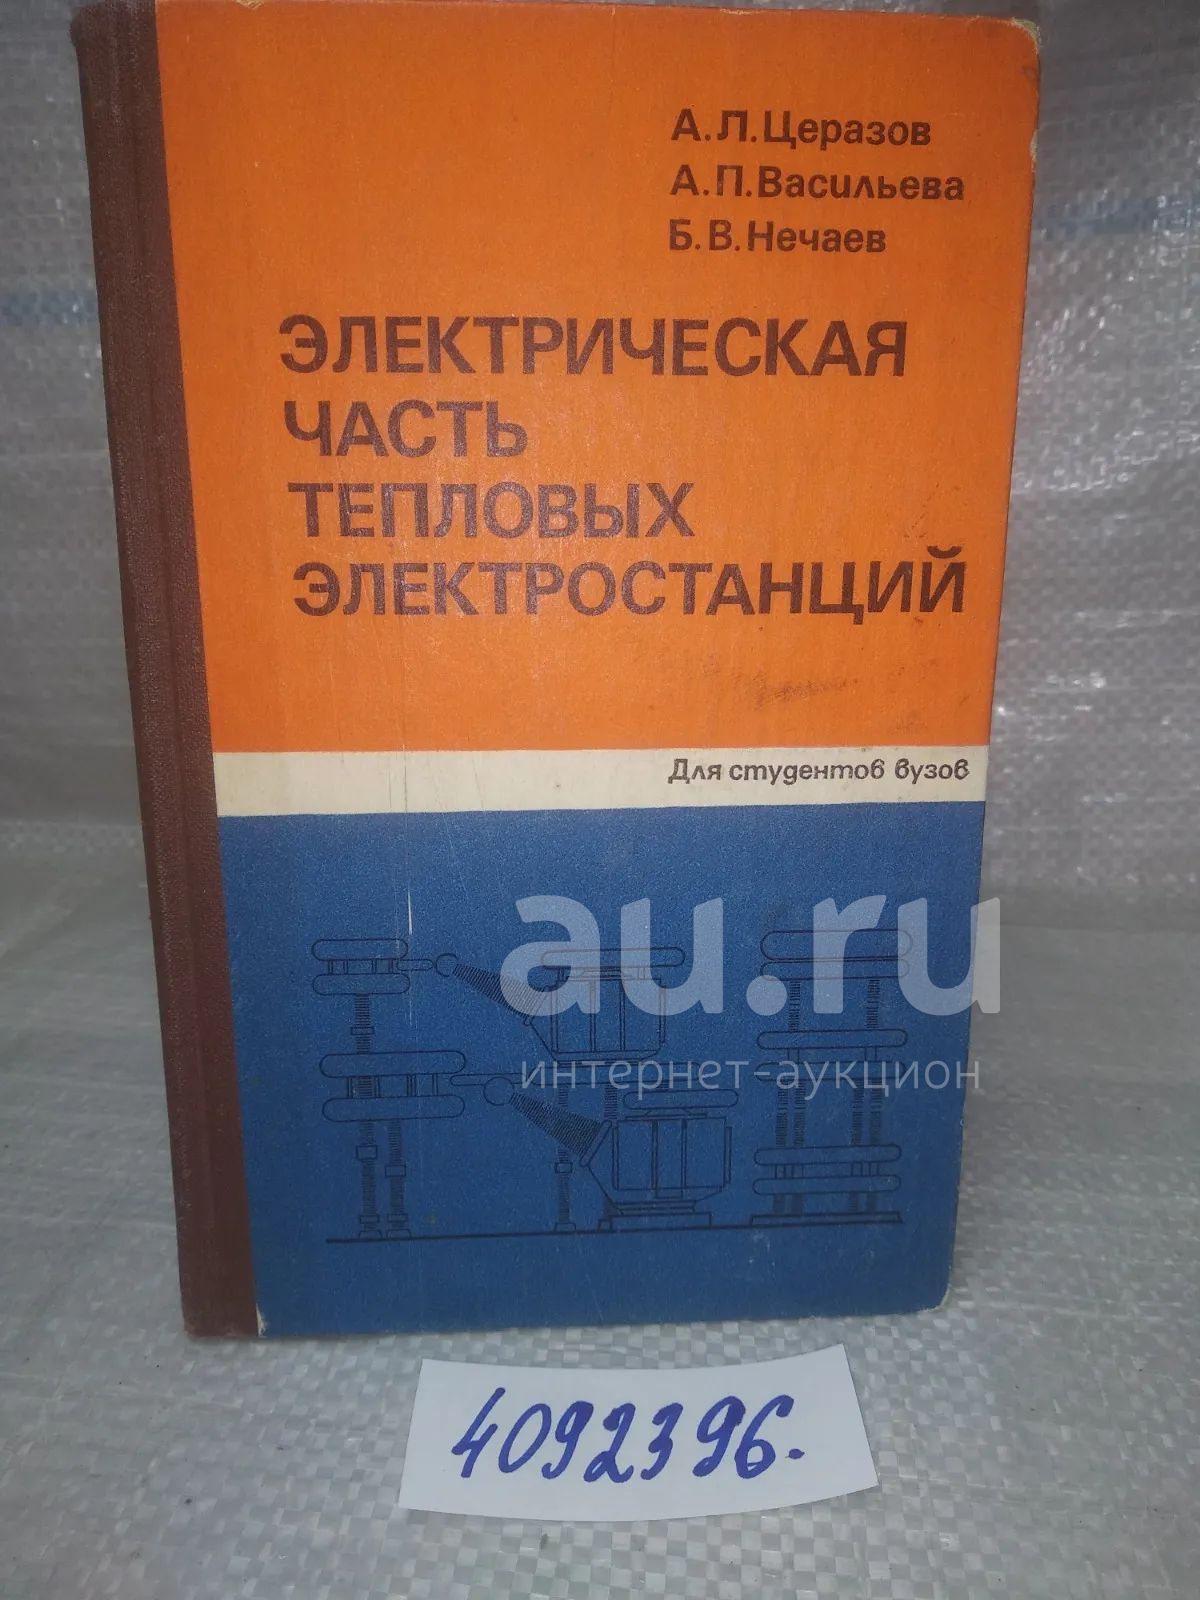 А.Л.Церазов
А.П.Васильева
Б.В.Нечаев
ЭЛЕКТРИЧЕСКАЯ
ЧАСТЬ
ТЕПЛОВЫХ
ЭЛЕКТРОСТАНЦИЙ
Для студентов вузов
au.ru
интернет-аукцион
4092396.